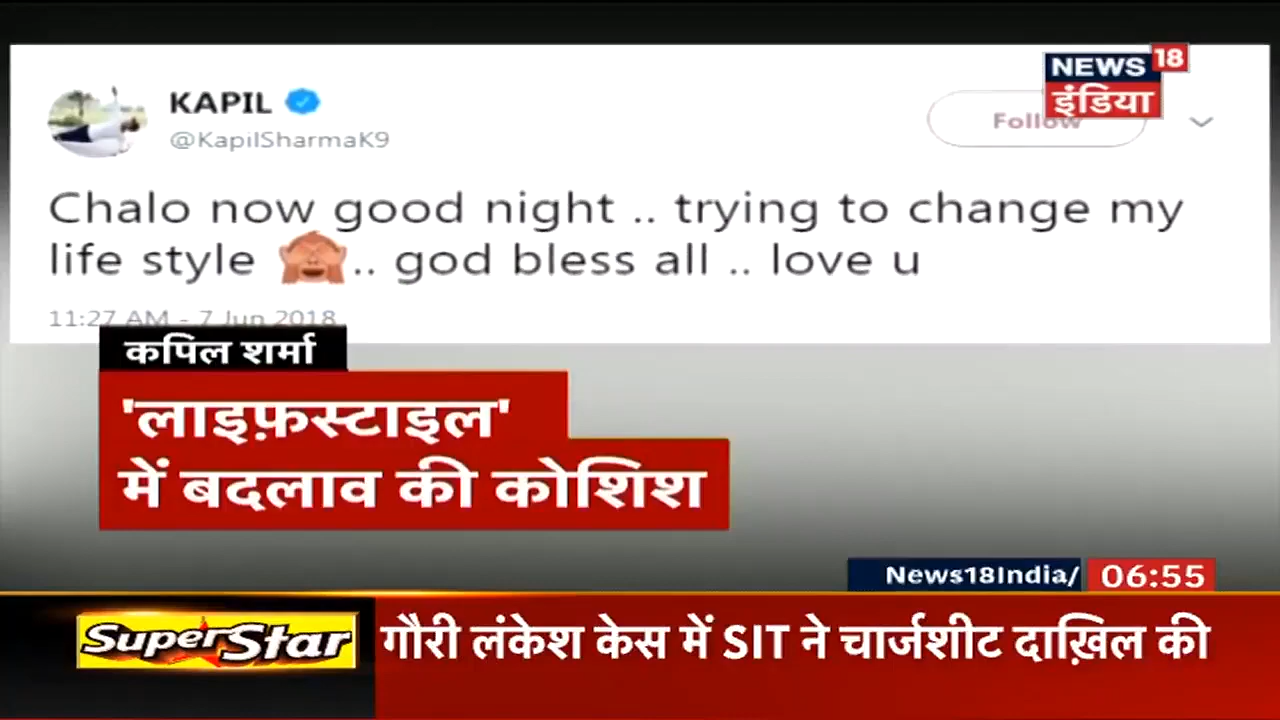 KAPIL
@KapilSharmaK9
Follow
NEWS 18
इंडिया
Chalo now good night .. trying to change my
life style 🙈.. god bless all .. love u
11:27 AM - 7 Jun 2018
कपिल शर्मा
'लाइफ़स्टाइल'
में बदलाव की कोशिश
News18India/ 06:55
SuperStar
गौरी लंकेश केस में SIT ने चार्जशीट दाख़िल की